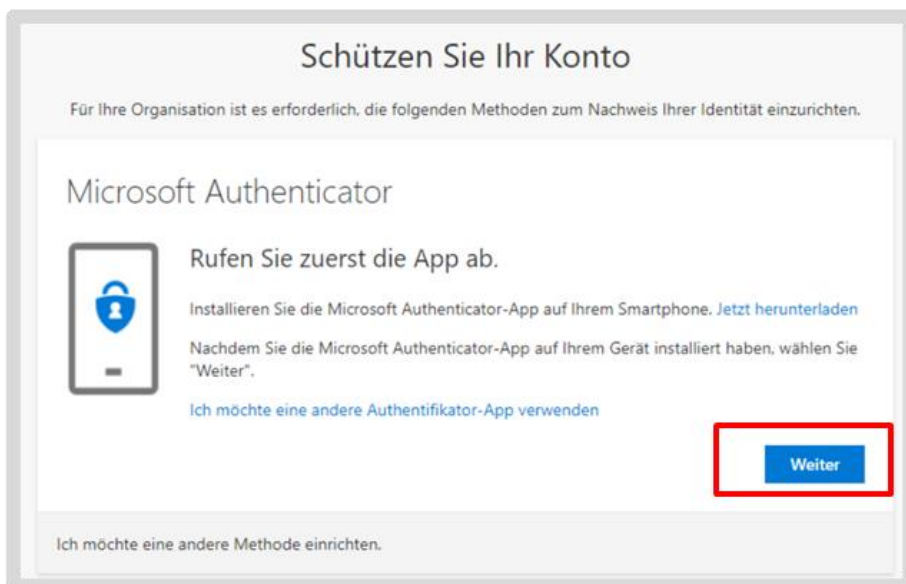 Schützen Sie Ihr Konto
Für Ihre Organisation ist es erforderlich, die folgenden Methoden zum Nachweis Ihrer Identität einzurichten.
Microsoft Authenticator
Rufen Sie zuerst die App ab.
Installieren Sie die Microsoft Authenticator-App auf Ihrem Smartphone. Jetzt herunterladen
Nachdem Sie die Microsoft Authenticator-App auf Ihrem Gerät installiert haben, wählen Sie
"Weiter".
Ich möchte eine andere Authentifikator-App verwenden
Weiter
Ich möchte eine andere Methode einrichten.